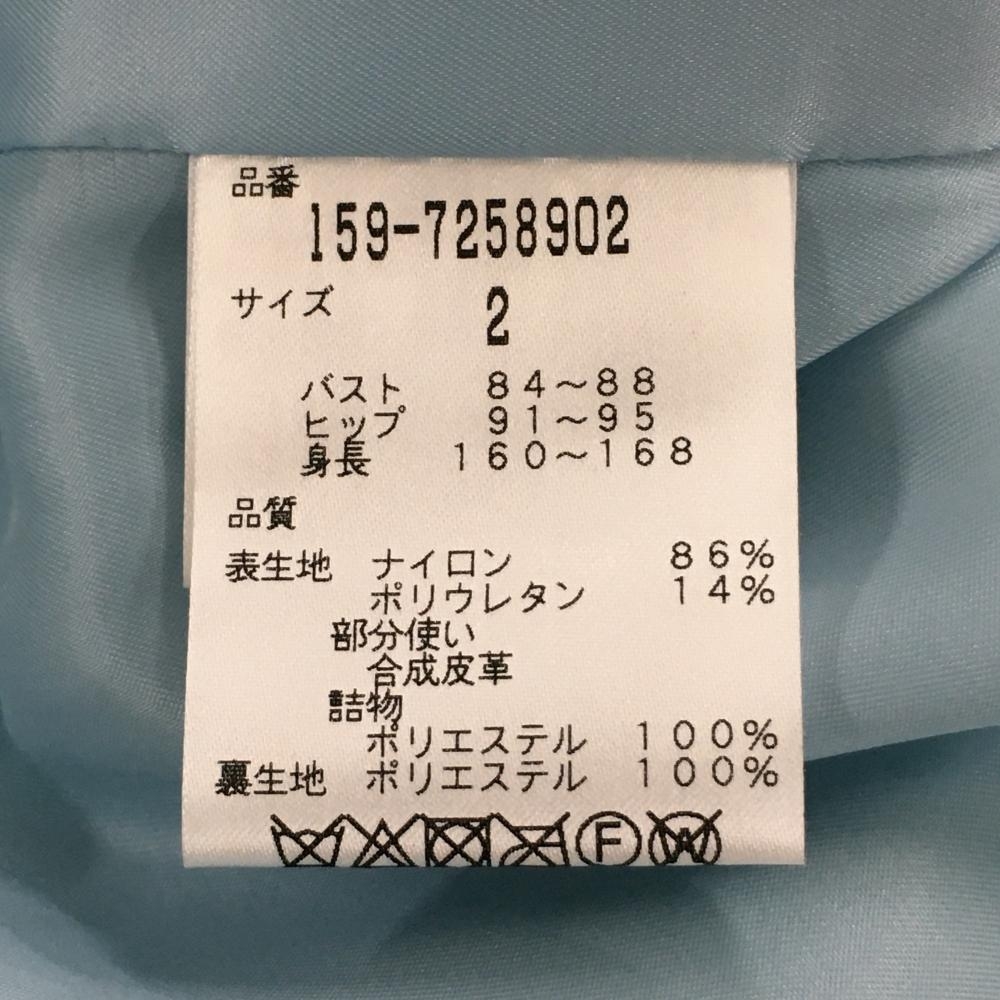 品番
159-7258902
サイズ 2
バスト 84〜88
ヒップ 91〜95
身長 160〜168
品質
表生地 ナイロン 86%
ポリウレタン 14%
部分使い
合成皮革
詰物
ポリエステル 100%
裏生地 ポリエステル 100%
F W